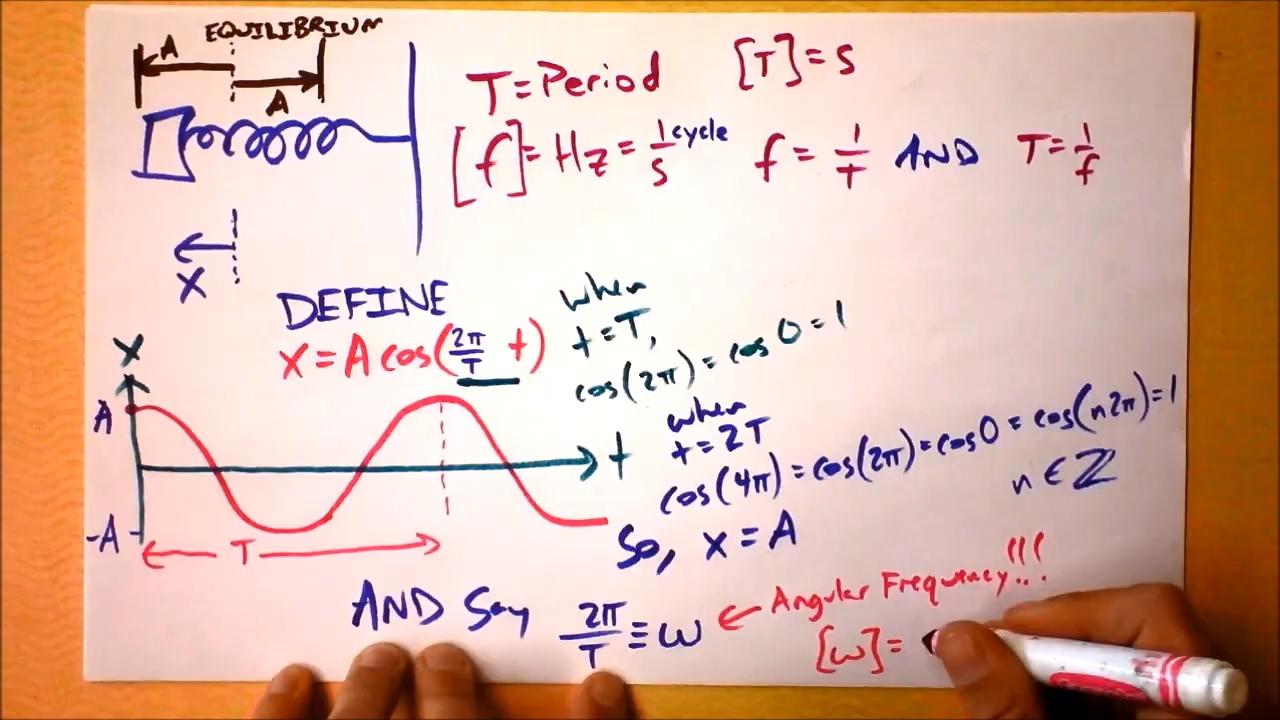 EQUILIBRIUM
A
A
T = Period [T] = s
[f] = Hz = 1/s cycle f = 1/T AND T = 1/f
X
DEFINE
x = A cos(2π/T t)
when
t = T,
cos(2π) = cos 0 = 1
when
t = 2T
cos(4π) = cos(2π) = cos 0 = cos(n2π) = 1
n ∈ ℤ
So, x = A
X
A
t
-A
T
AND Say 2π/T ≡ ω ← Angular Frequency!!!
[ω] =